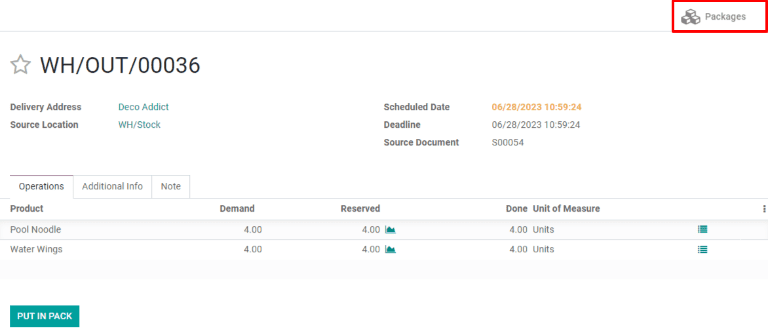 Packages
WH/OUT/00036
Delivery Address Deco Addict Scheduled Date 06/28/2023 10:59:24
Source Location WH/Stock Deadline 06/28/2023 10:59:24
Source Document S00054
Operations Additional Info Note
Product Demand Reserved Done Unit of Measure
Pool Noodle 4.00 4.00 4.00 Units
Water Wings 4.00 4.00 4.00 Units
PUT IN PACK